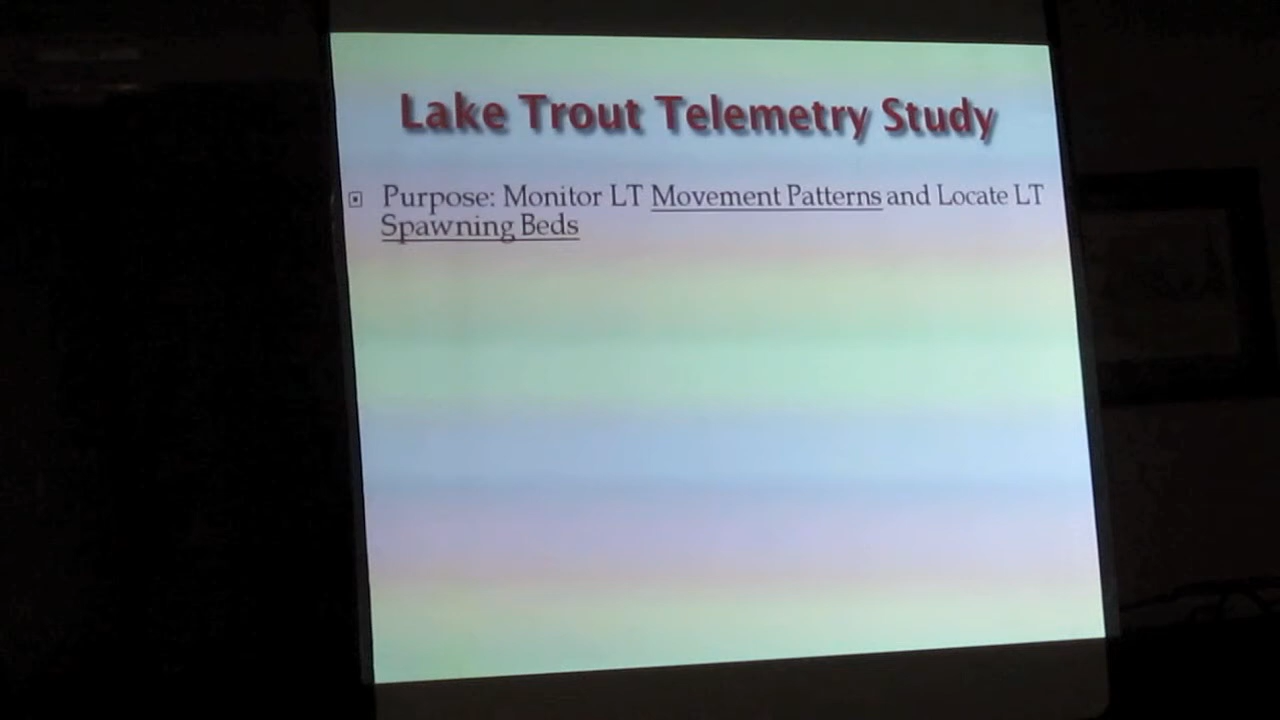 Lake Trout Telemetry Study
Purpose: Monitor LT Movement Patterns and Locate LT
Spawning Beds